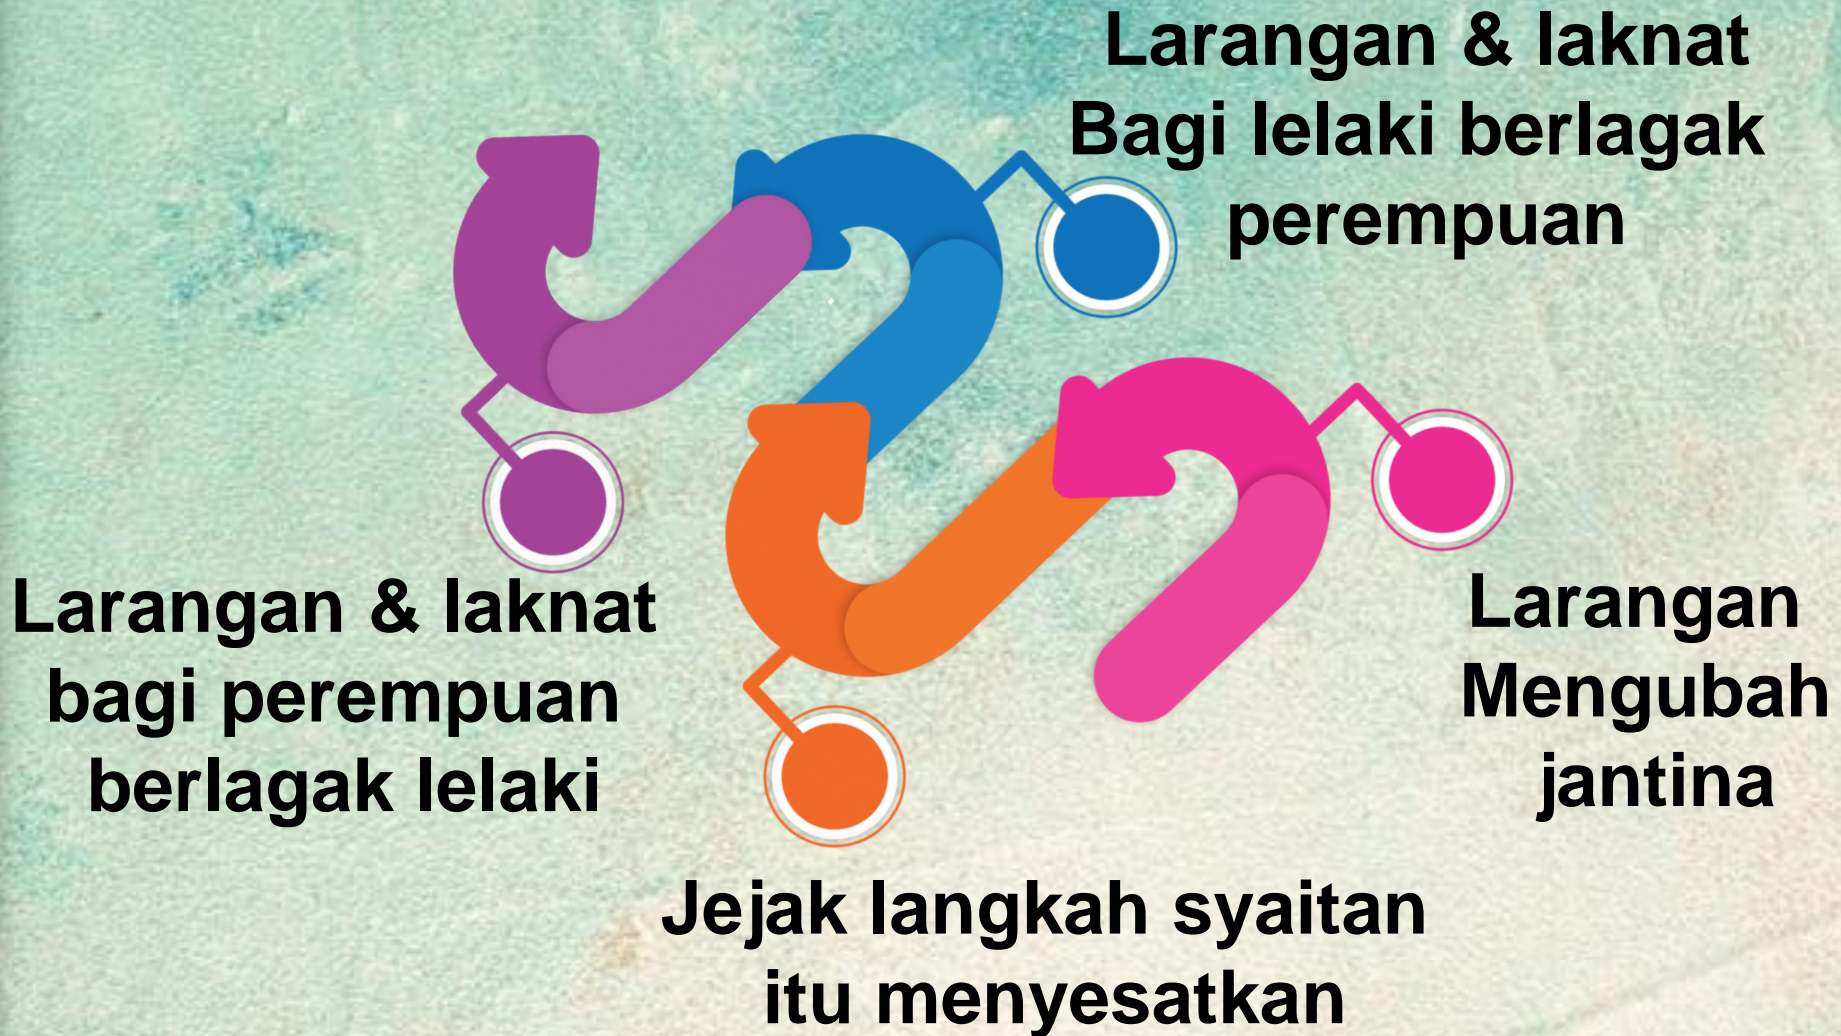 Larangan & laknat
Bagi lelaki berlagak
perempuan
Larangan & laknat
bagi perempuan
berlagak lelaki
Larangan
Mengubah
jantina
Jejak langkah syaitan
itu menyesatkan